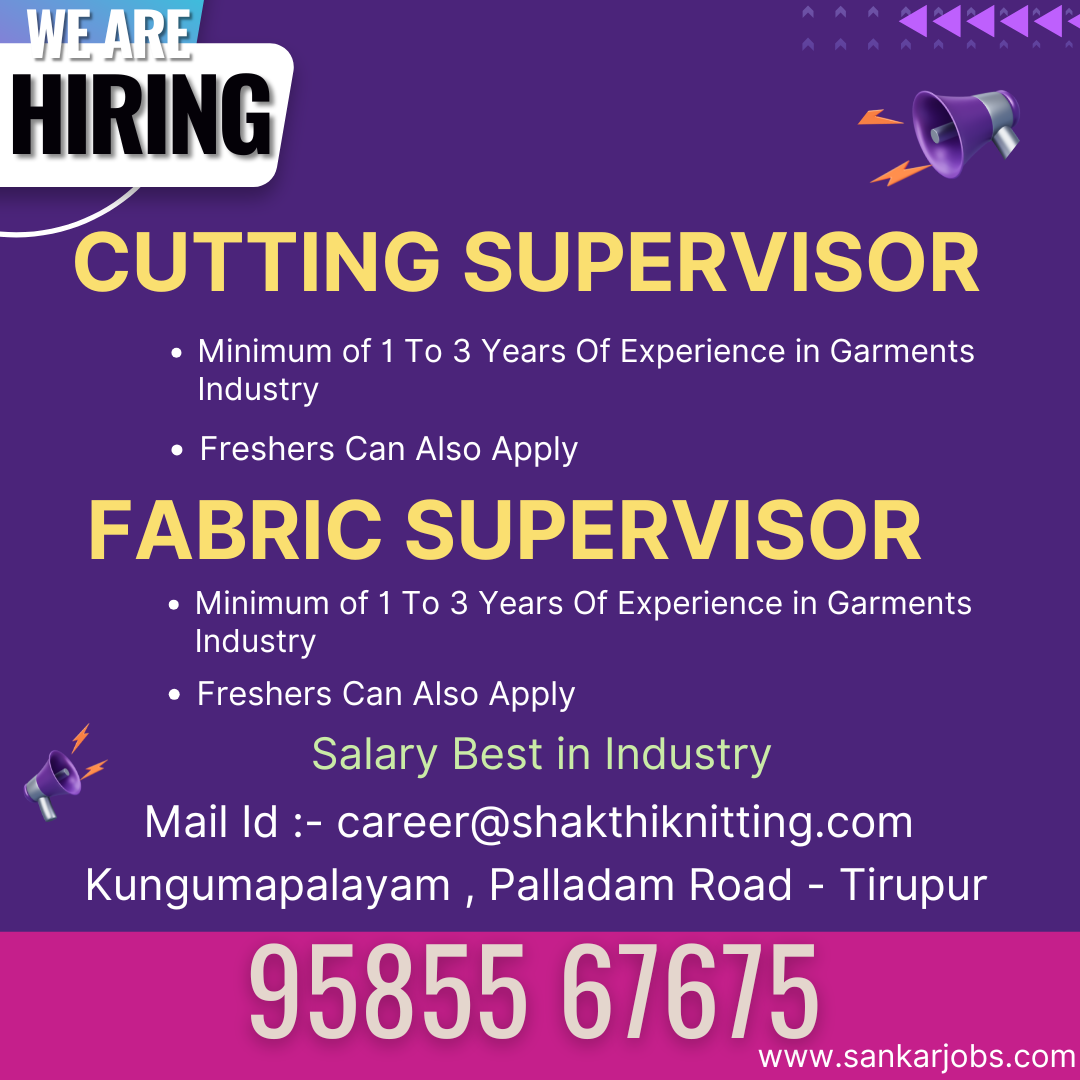 WE ARE
HIRING
CUTTING SUPERVISOR
• Minimum of 1 To 3 Years Of Experience in Garments
Industry
• Freshers Can Also Apply
FABRIC SUPERVISOR
• Minimum of 1 To 3 Years Of Experience in Garments
Industry
• Freshers Can Also Apply
Salary Best in Industry
Mail Id :- career@shakthiknitting.com
Kungumapalayam , Palladam Road - Tirupur
95855 67675
www.sankarjobs.com